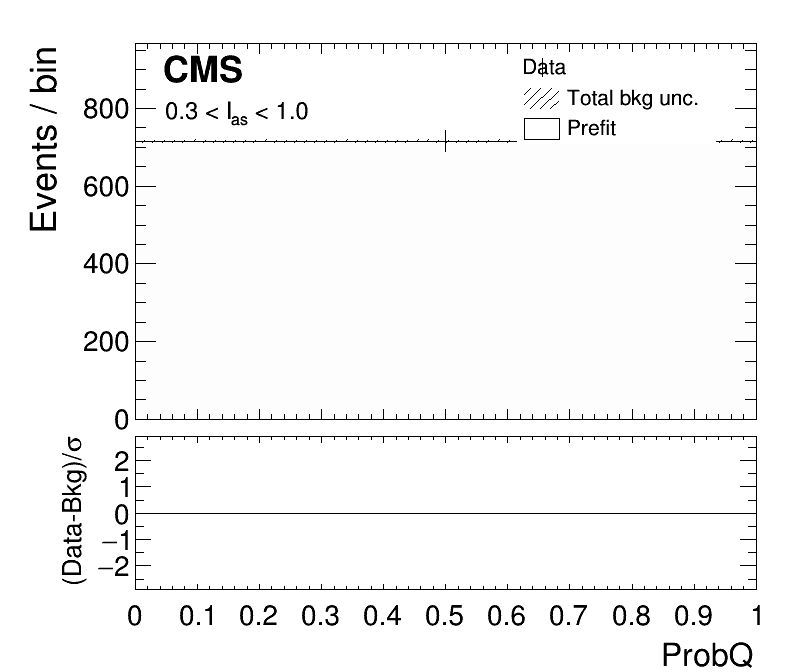 Events / bin
CMS
0.3 < Ias < 1.0
Data
Total bkg unc.
Prefit
800
600
400
200
0
(Data-Bkg)/σ
2
1
0
−1
−2
0 0.1 0.2 0.3 0.4 0.5 0.6 0.7 0.8 0.9 1
ProbQ